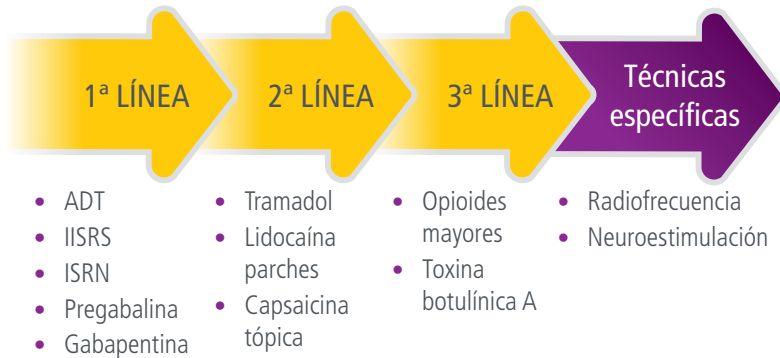 1ª LÍNEA
2ª LÍNEA
3ª LÍNEA
Técnicas
específicas
• ADT
• IISRS
• ISRN
• Pregabalina
• Gabapentina
• Tramadol
• Lidocaína
parches
• Capsaicina
tópica
• Opioides
mayores
• Toxina
botulínica A
• Radiofrecuencia
• Neuroestimulación